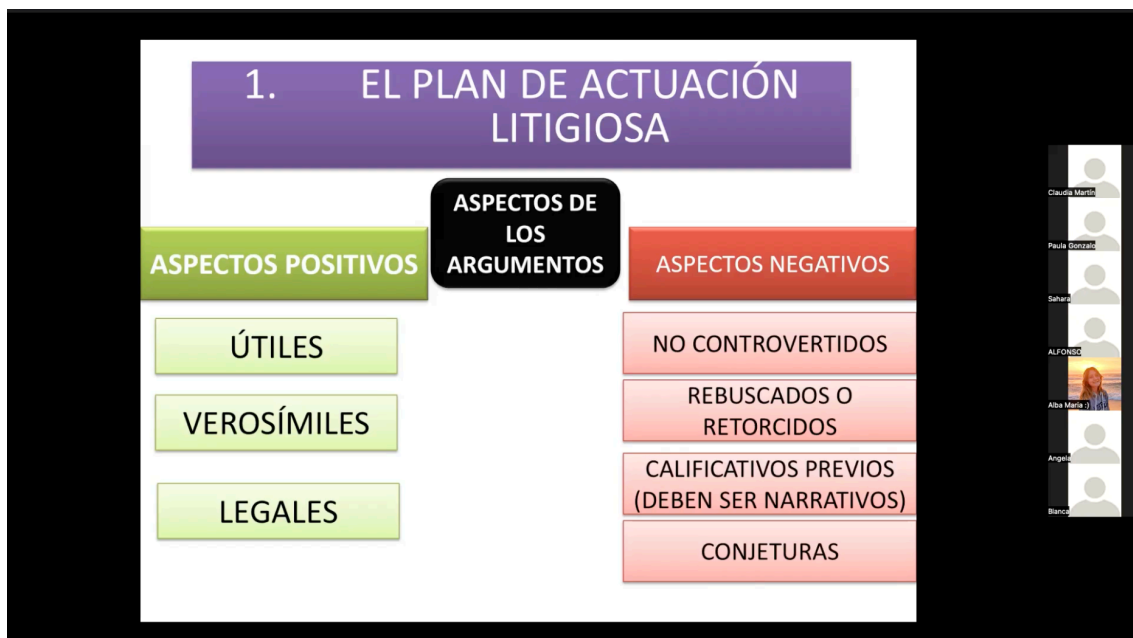 1. EL PLAN DE ACTUACIÓN
LITIGIOSA
ASPECTOS DE
LOS
ARGUMENTOS
ASPECTOS POSITIVOS
ASPECTOS NEGATIVOS
ÚTILES
VEROSÍMILES
LEGALES
NO CONTROVERTIDOS
REBUSCADOS O
RETORCIDOS
CALIFICATIVOS PREVIOS
(DEBEN SER NARRATIVOS)
CONJETURAS
Claudia Martín
Paula Gonzalo
Sahara
ALFONSO
Alba Maria :)
Angela
Blanca